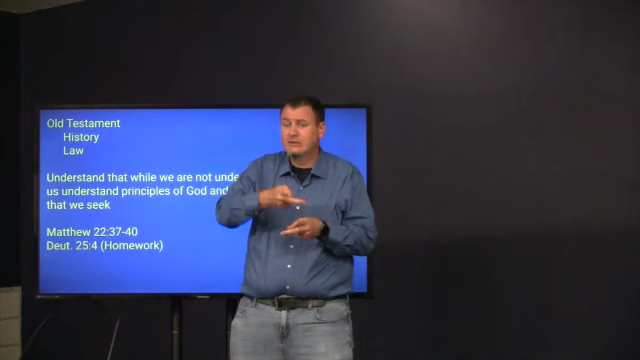 Old Testament
History
Law
Understand that while we are not unde
us understand principles of God and
that we seek
Matthew 22:37-40
Deut. 25:4 (Homework)